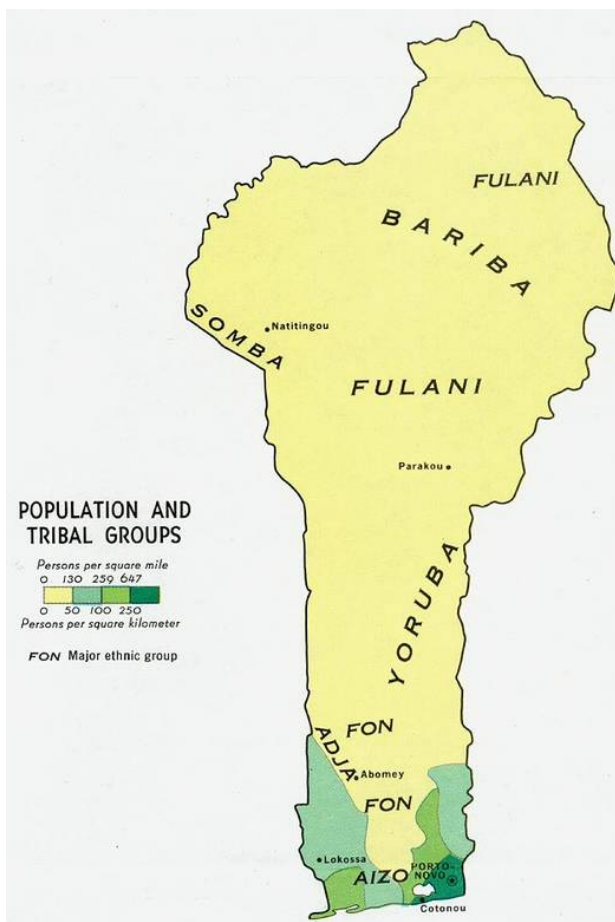 FULANI
BARIBA
SOMBA
Natitingou
FULANI
Parakou
POPULATION AND
TRIBAL GROUPS
Persons per square mile
0 130 259 647
0 50 100 250
Persons per square kilometer
FON Major ethnic group
YORUBA
FON
ADJA
Abomey
FON
Lokossa
AIZO
PORTO-
NOVO
Cotonou